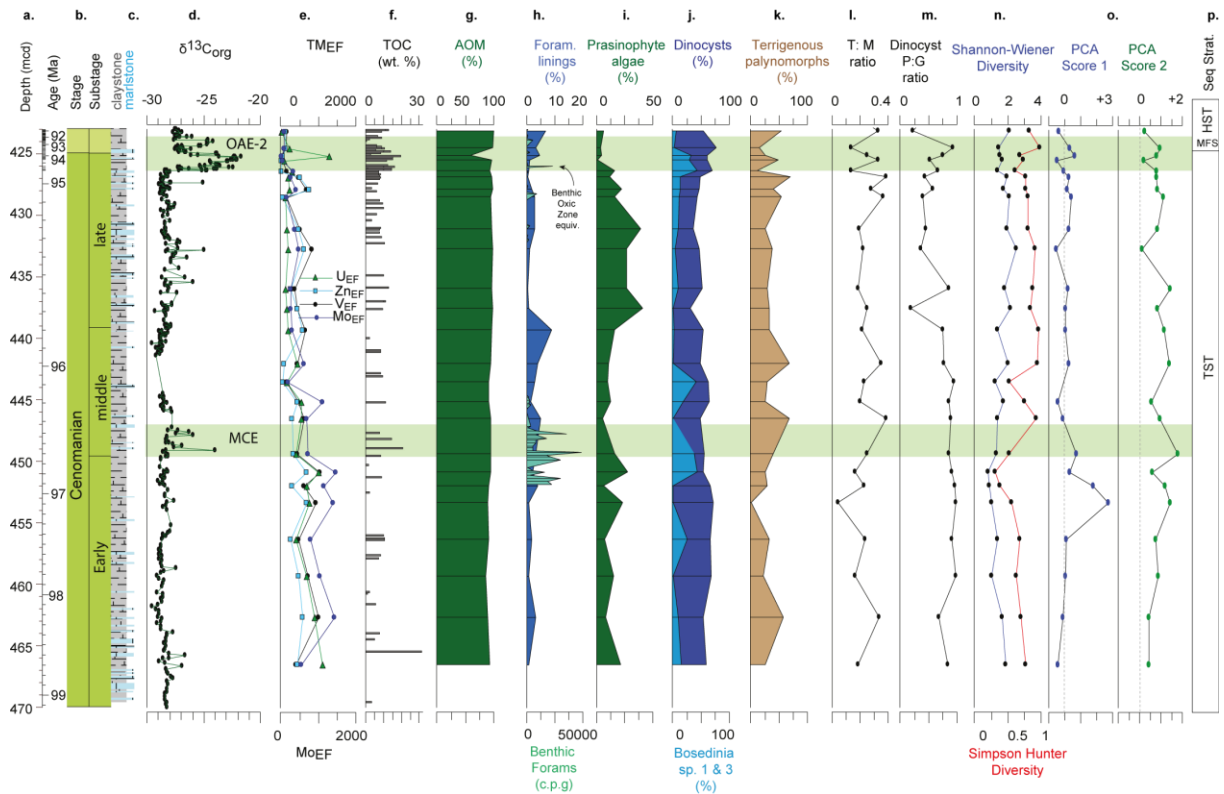 a. b. c. d. e. f. g. h. i. j. k. l. m. n. o. p.
Depth (mcd)
Age (Ma)
Stage
Substage
claystone
marlstone
δ13Corg
-30 -25 -20
TMEF
0 2000
TOC
(wt. %)
0 30
AOM
(%)
0 50 100
Foram.
linings
(%)
0 10 20
Prasinophyte
algae
(%)
0 50
Dinocysts
(%)
0 100
Terrigenous
palynomorphs
(%)
0 100
T: M
ratio
0 0.4
Dinocyst
P:G
ratio
0 1
Shannon-Wiener
Diversity
0 2 4
PCA
Score 1
0 +3
PCA
Score 2
0 +2
Seq Strat.
HST
MFS
TST
425
430
435
440
445
450
455
460
465
470
92
93
94
95
96
97
98
99
Cenomanian
late
middle
Early
OAE-2
MCE
UEF
ZnEF
VEF
MoEF
Benthic
Oxic
Zone
equiv.
0 2000
MoEF
0 50000
Benthic
Forams
(c.p.g)
0 100
Bosedinia
sp. 1 & 3
(%)
0 0.5 1
Simpson Hunter
Diversity